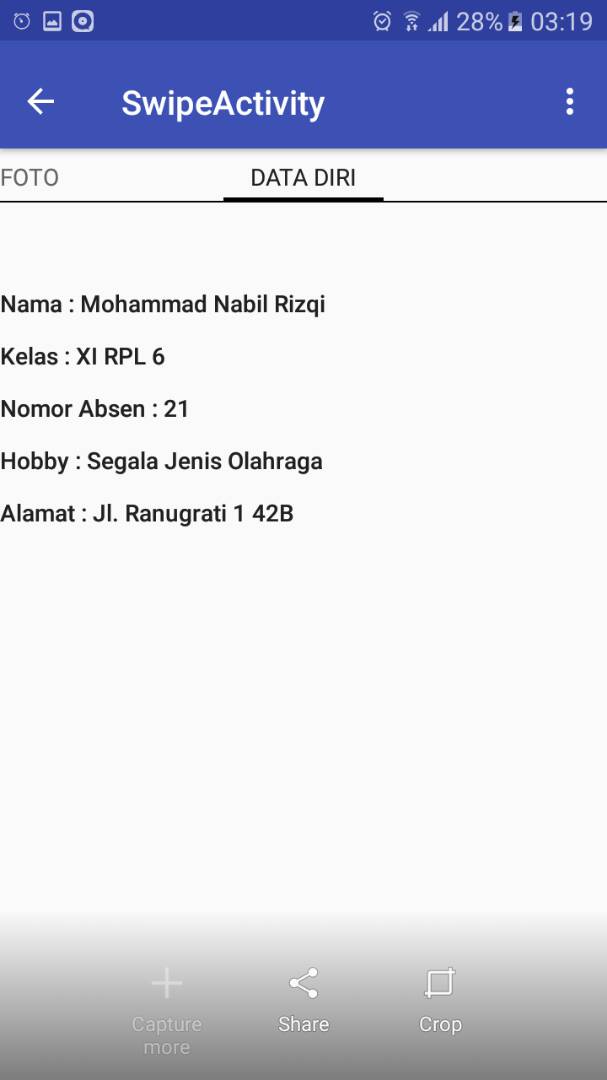 28% 03:19
SwipeActivity
FOTO DATA DIRI
Nama : Mohammad Nabil Rizqi
Kelas : XI RPL 6
Nomor Absen : 21
Hobby : Segala Jenis Olahraga
Alamat : Jl. Ranugrati 1 42B
Capture more
Share
Crop